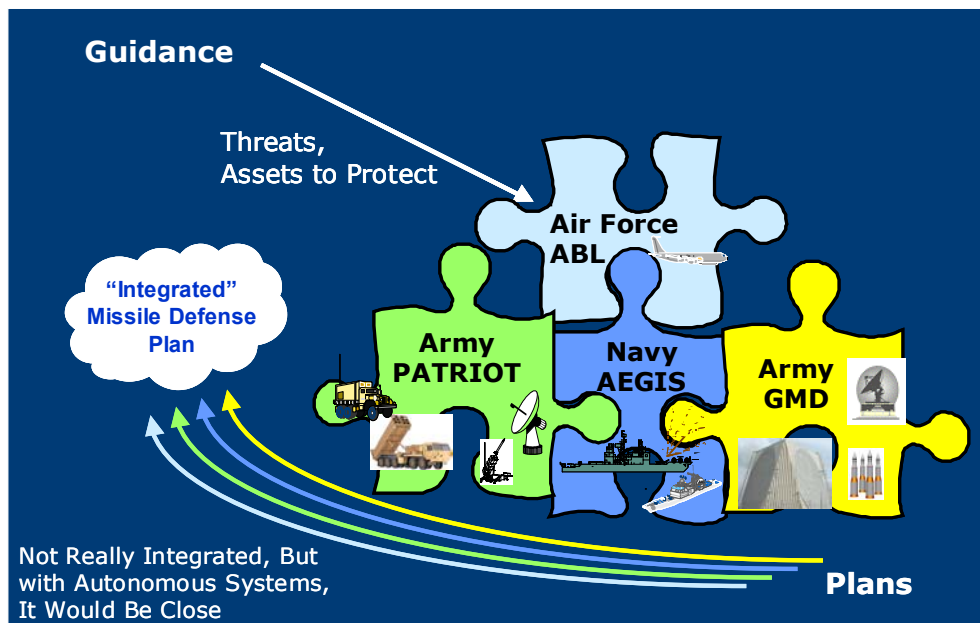 Guidance
Threats,
Assets to Protect
Air Force
ABL
“Integrated”
Missile Defense
Plan
Army
PATRIOT
Navy
AEGIS
Army
GMD
Not Really Integrated, But
with Autonomous Systems,
It Would Be Close
Plans